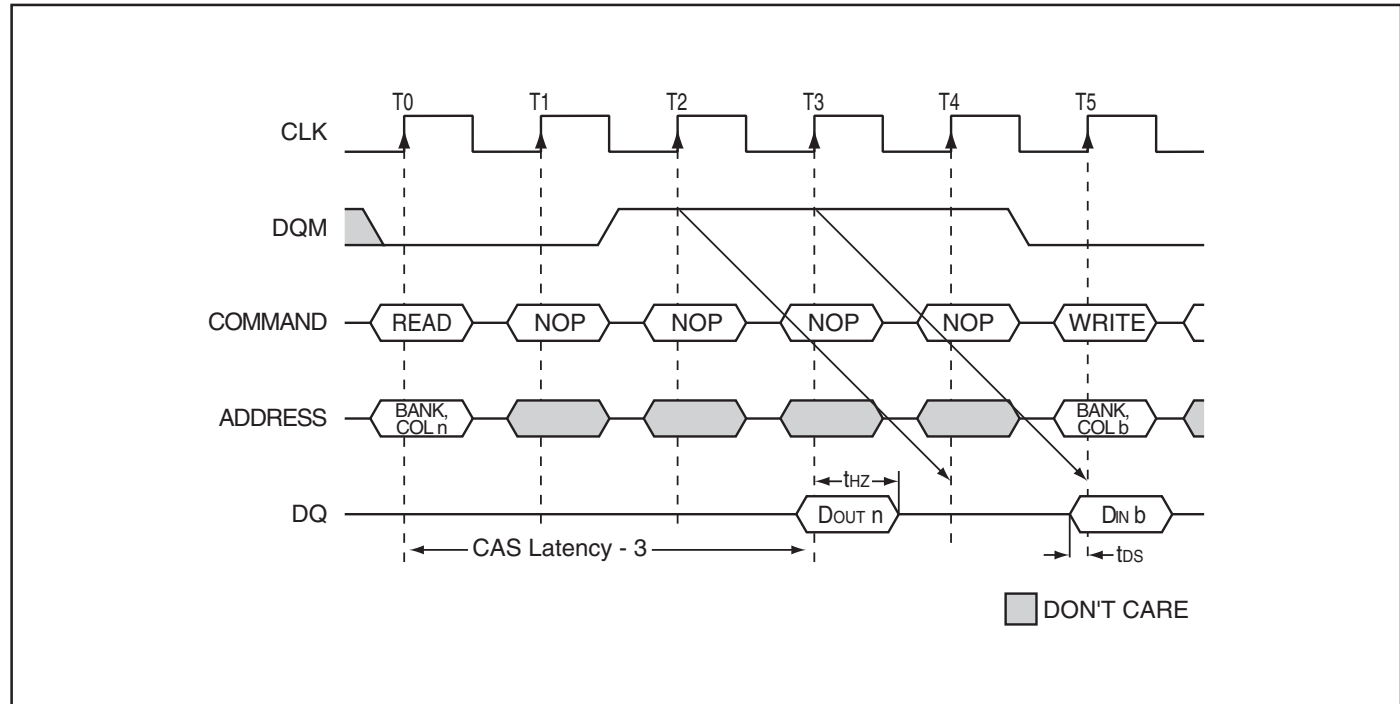 T0 T1 T2 T3 T4 T5
CLK
DQM
COMMAND READ NOP NOP NOP NOP WRITE
ADDRESS BANK, COL n BANK, COL b
tHZ
DQ DOUT n DIN b
CAS Latency - 3 tDS
DON'T CARE